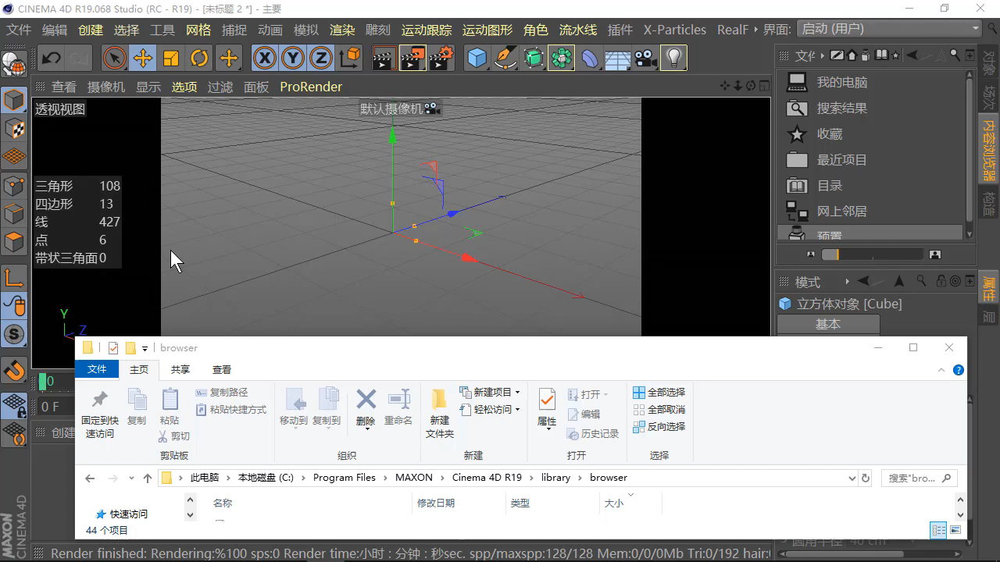 CINEMA 4D R19.068 Studio (RC - R19) - [未标题 2 *] - 主要
文件 编辑 创建 选择 工具 网格 捕捉 动画 模拟 渲染 雕刻 运动跟踪 运动图形 角色 流水线 插件 X-Particles RealF 界面: 启动 (用户)
查看 摄像机 显示 选项 过滤 面板 ProRender
透视视图
默认摄像机
三角形 108
四边形 13
线 427
点 6
带状三角面 0
Y
Z
0
0 F
创建
文
我的电脑
搜索结果
收藏
最近项目
目录
网上邻居
预置
对象
场次
内容浏览器
构造
模式
立方体对象 [Cube]
基本
属性
层
browser
文件 主页 共享 查看
固定到快速访问
复制
粘贴
复制路径
粘贴快捷方式
剪切
剪贴板
移动到
复制到
删除
重命名
组织
新建文件夹
新建项目
轻松访问
新建
属性
打开
编辑
历史记录
打开
全部选择
全部取消
反向选择
选择
此电脑 本地磁盘 (C:) Program Files MAXON Cinema 4D R19 library browser
搜索"bro...
快速访问
名称 修改日期 类型 大小
44 个项目
MAXON
CINEMA 4D
圆角半径 40 cm
Render finished: Rendering:%100 sps:0 Render time:小时 : 分钟 : 秒sec. spp/maxspp:128/128 Mem:0/0/0Mb Tri:0/192 hair:0